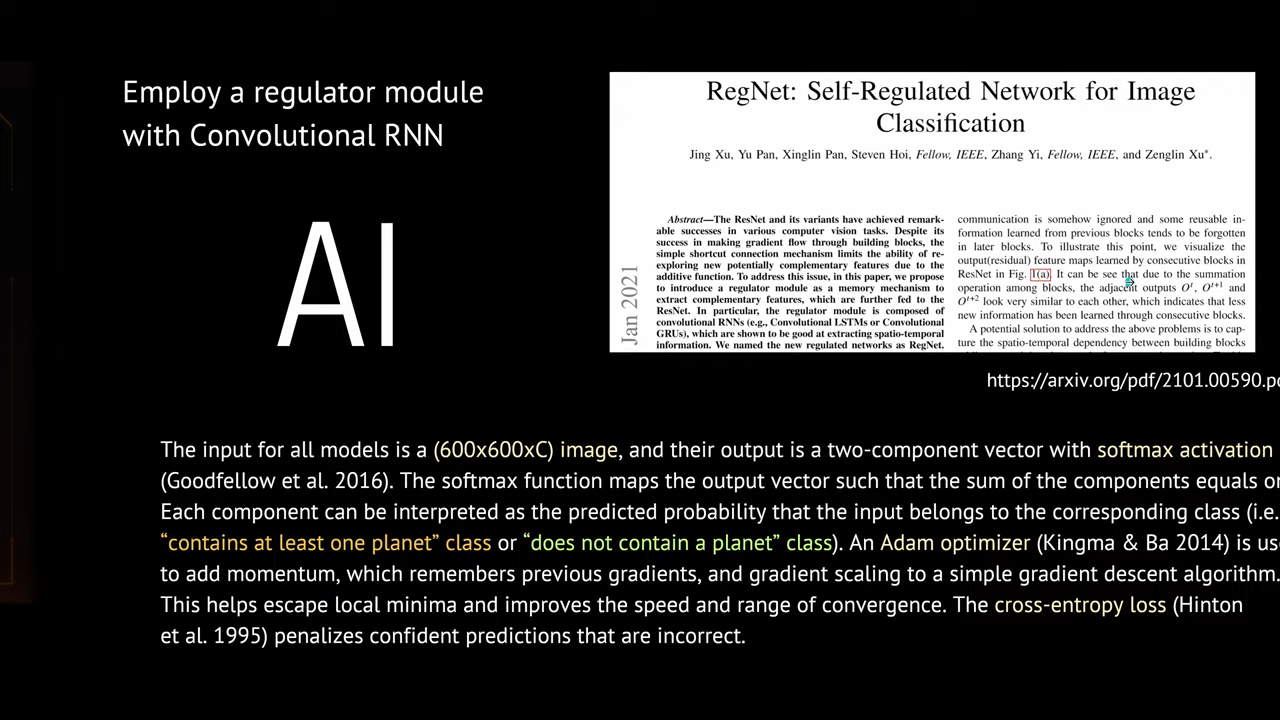 Employ a regulator module
with Convolutional RNN
AI
RegNet: Self-Regulated Network for Image
Classification
Jing Xu, Yu Pan, Xinglin Pan, Steven Hoi, Fellow, IEEE, Zhang Yi, Fellow, IEEE, and Zenglin Xu*.
Jan 2021
Abstract—The ResNet and its variants have achieved remark-
able successes in various computer vision tasks. Despite its
success in making gradient flow through building blocks, the
simple shortcut connection mechanism limits the ability of re-
exploring new potentially complementary features due to the
additive function. To address this issue, in this paper, we propose
to introduce a regulator module as a memory mechanism to
extract complementary features, which are further fed to the
ResNet. In particular, the regulator module is composed of
convolutional RNNs (e.g., Convolutional LSTMs or Convolutional
GRUs), which are shown to be good at extracting spatio-temporal
information. We named the new regulated networks as RegNet.
communication is somehow ignored and some reusable in-
formation learned from previous blocks tends to be forgotten
in later blocks. To illustrate this point, we visualize the
output(residual) feature maps learned by consecutive blocks in
ResNet in Fig. 1(a). It can be see that due to the summation
operation among blocks, the adjacent outputs Oᵗ, Oᵗ⁺¹ and
Oᵗ⁺² look very similar to each other, which indicates that less
new information has been learned through consecutive blocks.
A potential solution to address the above problems is to cap-
ture the spatio-temporal dependency between building blocks
https://arxiv.org/pdf/2101.00590.pd
The input for all models is a (600x600xC) image, and their output is a two-component vector with softmax activation
(Goodfellow et al. 2016). The softmax function maps the output vector such that the sum of the components equals
Each component can be interpreted as the predicted probability that the input belongs to the corresponding class (i.e.
“contains at least one planet” class or “does not contain a planet” class). An Adam optimizer (Kingma & Ba 2014) is
to add momentum, which remembers previous gradients, and gradient scaling to a simple gradient descent algorithm.
This helps escape local minima and improves the speed and range of convergence. The cross-entropy loss (Hinton
et al. 1995) penalizes confident predictions that are incorrect.